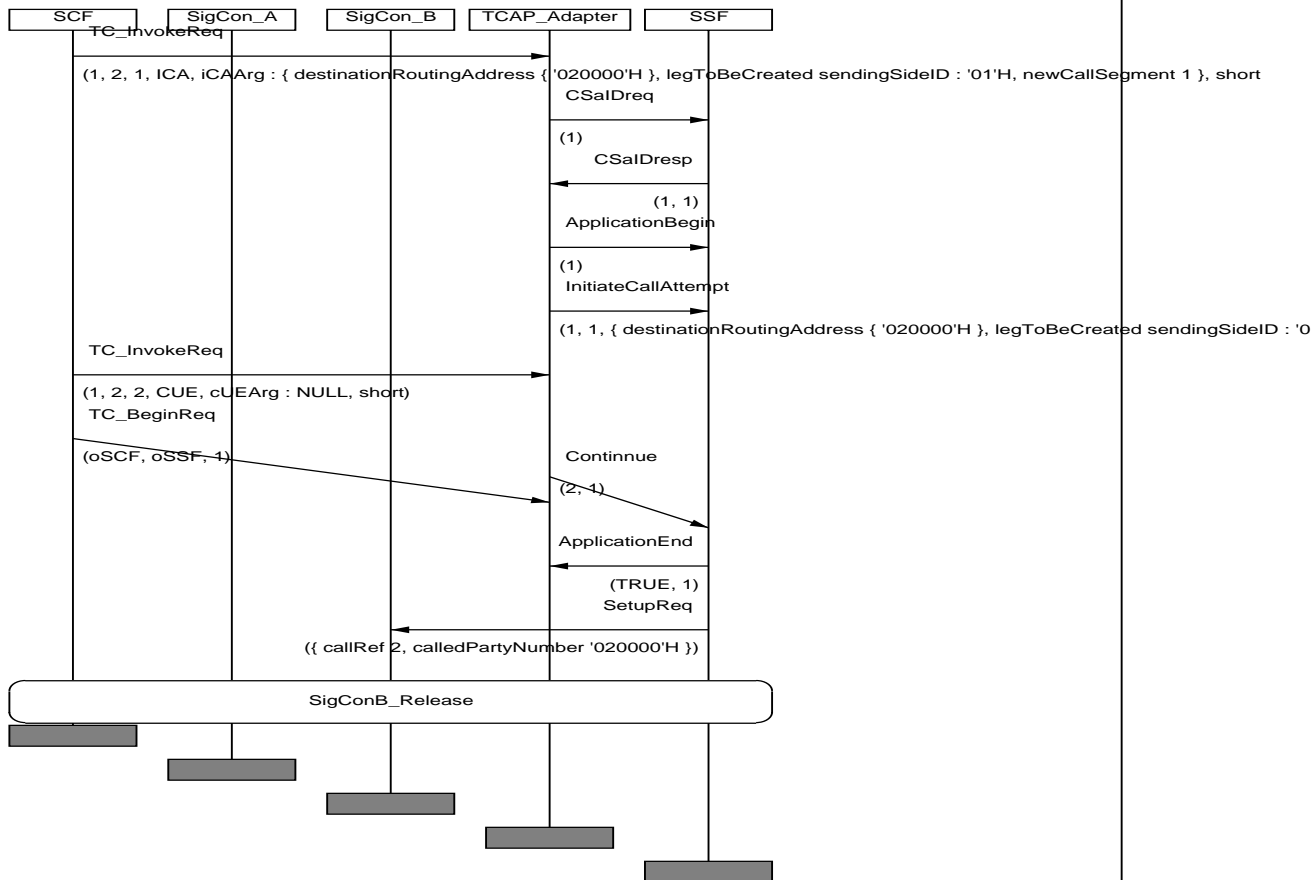 SCF SigCon_A SigCon_B TCAP_Adapter SSF
TC_InvokeReq
(1, 2, 1, ICA, iCAArg : { destinationRoutingAddress { '020000'H }, legToBeCreated sendingSideID : '01'H, newCallSegment 1 }, short
CSaIDreq
(1)
CSaIDresp
(1, 1)
ApplicationBegin
(1)
InitiateCallAttempt
(1, 1, { destinationRoutingAddress { '020000'H }, legToBeCreated sendingSideID : '0
TC_InvokeReq
(1, 2, 2, CUE, cUEArg : NULL, short)
TC_BeginReq
(oSCF, oSSF, 1)
Continnue
(2, 1)
ApplicationEnd
(TRUE, 1)
SetupReq
({ callRef 2, calledPartyNumber '020000'H })
SigConB_Release